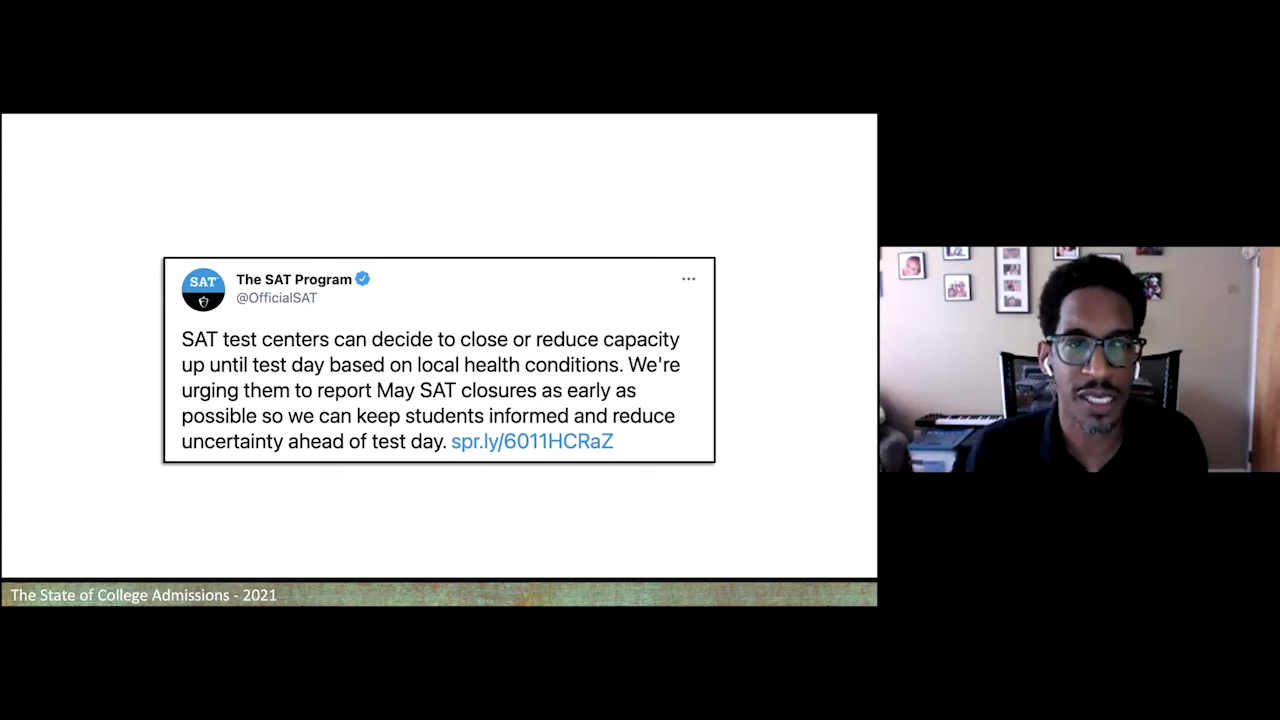 SAT
The SAT Program
@OfficialSAT
SAT test centers can decide to close or reduce capacity
up until test day based on local health conditions. We're
urging them to report May SAT closures as early as
possible so we can keep students informed and reduce
uncertainty ahead of test day. spr.ly/6011HCRaZ
The State of College Admissions - 2021